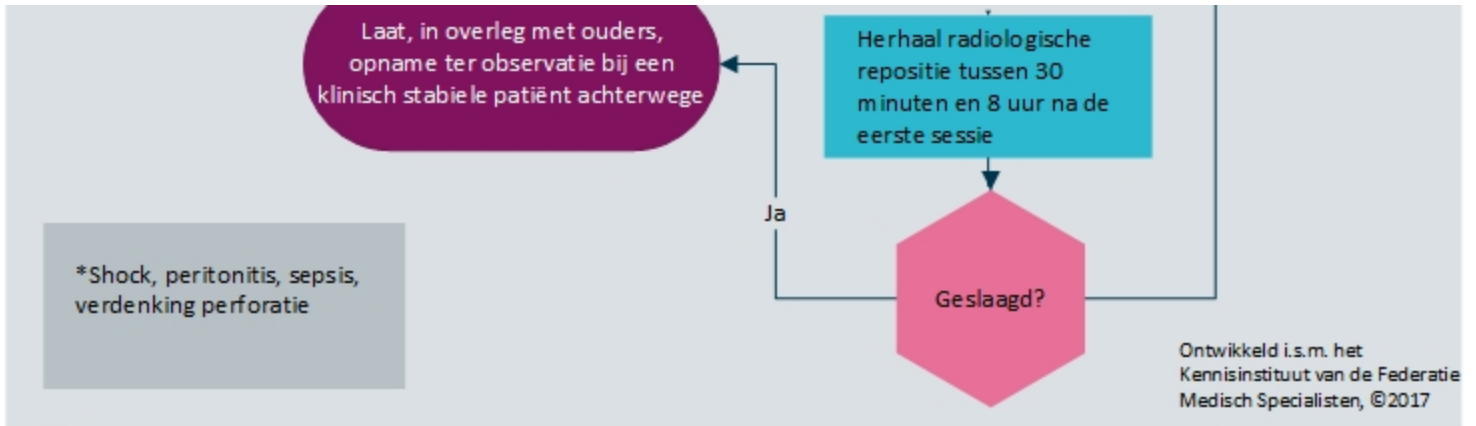 Laat, in overleg met ouders,
opname ter observatie bij een
klinisch stabiele patiënt achterwege
Herhaal radiologische
repositie tussen 30
minuten en 8 uur na de
eerste sessie
Ja
*Shock, peritonitis, sepsis,
verdenking perforatie
Geslaagd?
Ontwikkeld i.s.m. het
Kennisinstituut van de Federatie
Medisch Specialisten, ©2017